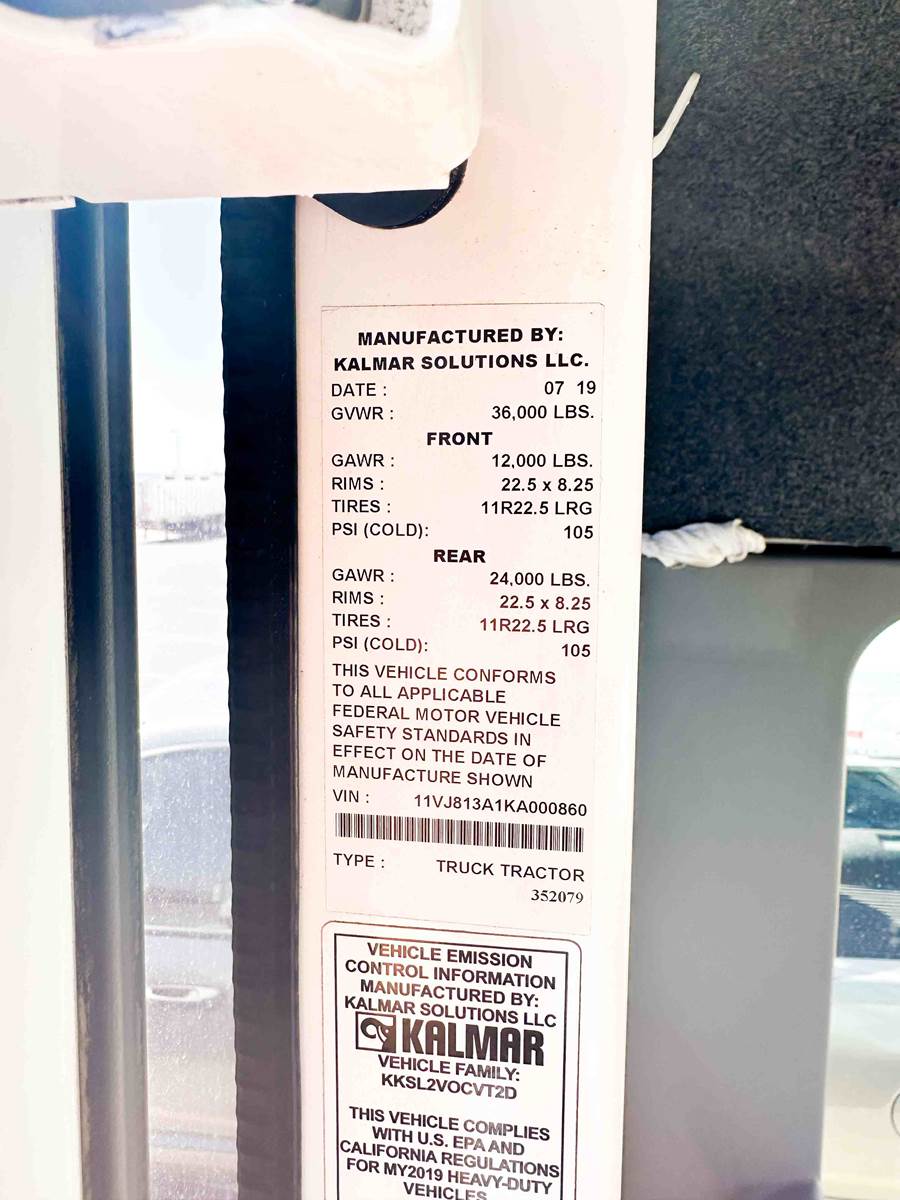 MANUFACTURED BY:
KALMAR SOLUTIONS LLC.
DATE : 07 19
GVWR : 36,000 LBS.
FRONT
GAWR : 12,000 LBS.
RIMS : 22.5 x 8.25
TIRES : 11R22.5 LRG
PSI (COLD): 105
REAR
GAWR : 24,000 LBS.
RIMS : 22.5 x 8.25
TIRES : 11R22.5 LRG
PSI (COLD): 105
THIS VEHICLE CONFORMS
TO ALL APPLICABLE
FEDERAL MOTOR VEHICLE
SAFETY STANDARDS IN
EFFECT ON THE DATE OF
MANUFACTURE SHOWN
VIN : 11VJ813A1KA000860
TYPE : TRUCK TRACTOR
352079
VEHICLE EMISSION
CONTROL INFORMATION
MANUFACTURED BY:
KALMAR SOLUTIONS LLC
KALMAR
VEHICLE FAMILY:
KKSL2VOCVT2D
THIS VEHICLE COMPLIES
WITH U.S. EPA AND
CALIFORNIA REGULATIONS
FOR MY2019 HEAVY-DUTY
VEHICLES